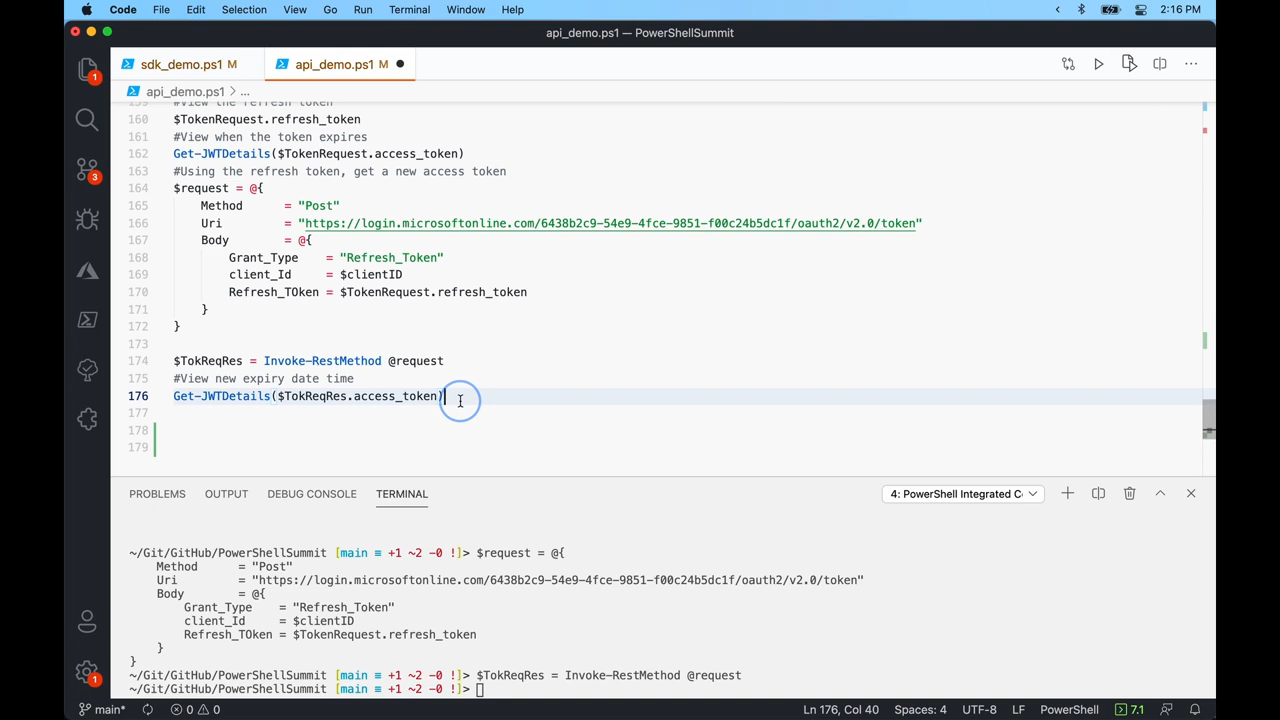 Code File Edit Selection View Go Run Terminal Window Help 2:16 PM
api_demo.ps1 — PowerShellSummit
sdk_demo.ps1 M api_demo.ps1 M
api_demo.ps1 > ...
159 #View the refresh token
160 $TokenRequest.refresh_token
161 #View when the token expires
162 Get-JWTDetails($TokenRequest.access_token)
163 #Using the refresh token, get a new access token
164 $request = @{
165 Method = "Post"
166 Uri = "https://login.microsoftonline.com/6438b2c9-54e9-4fce-9851-f00c24b5dc1f/oauth2/v2.0/token"
167 Body = @{
168 Grant_Type = "Refresh_Token"
169 client_Id = $clientID
170 Refresh_TOken = $TokenRequest.refresh_token
171 }
172 }
173
174 $TokReqRes = Invoke-RestMethod @request
175 #View new expiry date time
176 Get-JWTDetails($TokReqRes.access_token)
177
178
179
1
3
1
PROBLEMS OUTPUT DEBUG CONSOLE TERMINAL 4: PowerShell Integrated C
~/Git/GitHub/PowerShellSummit [main ≡ +1 ~2 -0 !]> $request = @{
Method = "Post"
Uri = "https://login.microsoftonline.com/6438b2c9-54e9-4fce-9851-f00c24b5dc1f/oauth2/v2.0/token"
Body = @{
Grant_Type = "Refresh_Token"
client_Id = $clientID
Refresh_TOken = $TokenRequest.refresh_token
}
}
~/Git/GitHub/PowerShellSummit [main ≡ +1 ~2 -0 !]> $TokReqRes = Invoke-RestMethod @request
~/Git/GitHub/PowerShellSummit [main ≡ +1 ~2 -0 !]>
main* 0 0 Ln 176, Col 40 Spaces: 4 UTF-8 LF PowerShell 7.1